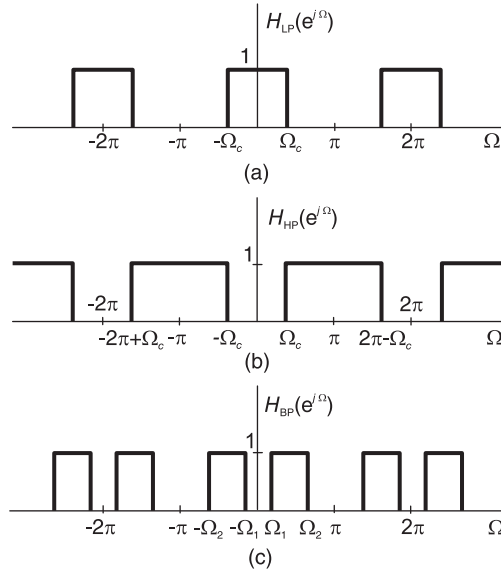 H_LP(e^jΩ)
1
-2π -π -Ω_c Ω_c π 2π Ω
(a)
H_HP(e^jΩ)
1
-2π 2π
-2π+Ω_c -π -Ω_c Ω_c π 2π-Ω_c Ω
(b)
H_BP(e^jΩ)
1
-2π -π -Ω_2 -Ω_1 Ω_1 Ω_2 π 2π Ω
(c)